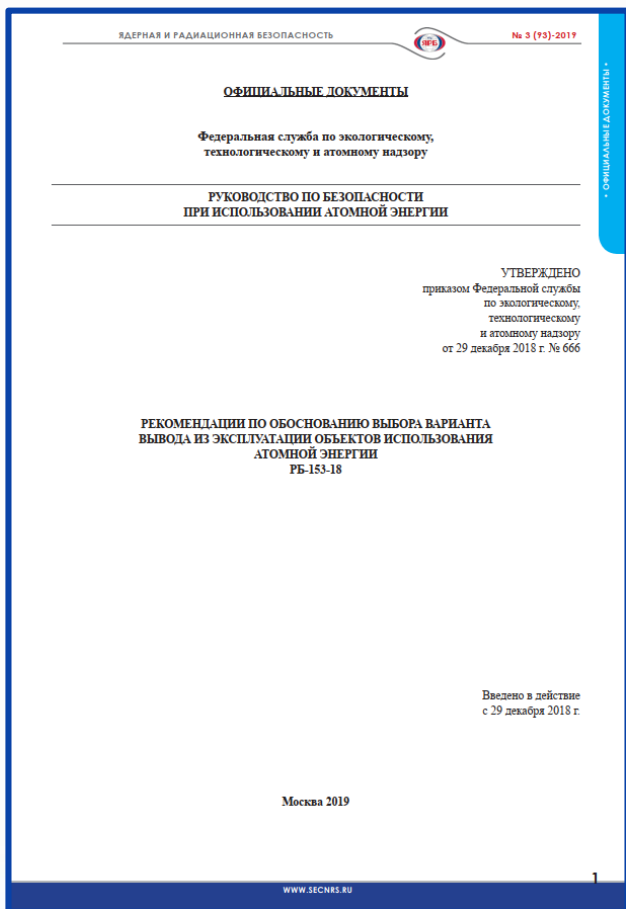 ЯДЕРНАЯ И РАДИАЦИОННАЯ БЕЗОПАСНОСТЬ
ЯРБ
№ 3 (93)-2019
• ОФИЦИАЛЬНЫЕ ДОКУМЕНТЫ •
ОФИЦИАЛЬНЫЕ ДОКУМЕНТЫ
Федеральная служба по экологическому,
технологическому и атомному надзору
РУКОВОДСТВО ПО БЕЗОПАСНОСТИ
ПРИ ИСПОЛЬЗОВАНИИ АТОМНОЙ ЭНЕРГИИ
УТВЕРЖДЕНО
приказом Федеральной службы
по экологическому,
технологическому
и атомному надзору
от 29 декабря 2018 г. № 666
РЕКОМЕНДАЦИИ ПО ОБОСНОВАНИЮ ВЫБОРА ВАРИАНТА
ВЫВОДА ИЗ ЭКСПЛУАТАЦИИ ОБЪЕКТОВ ИСПОЛЬЗОВАНИЯ
АТОМНОЙ ЭНЕРГИИ
РБ-153-18
Введено в действие
с 29 декабря 2018 г.
Москва 2019
1
WWW.SECNRS.RU